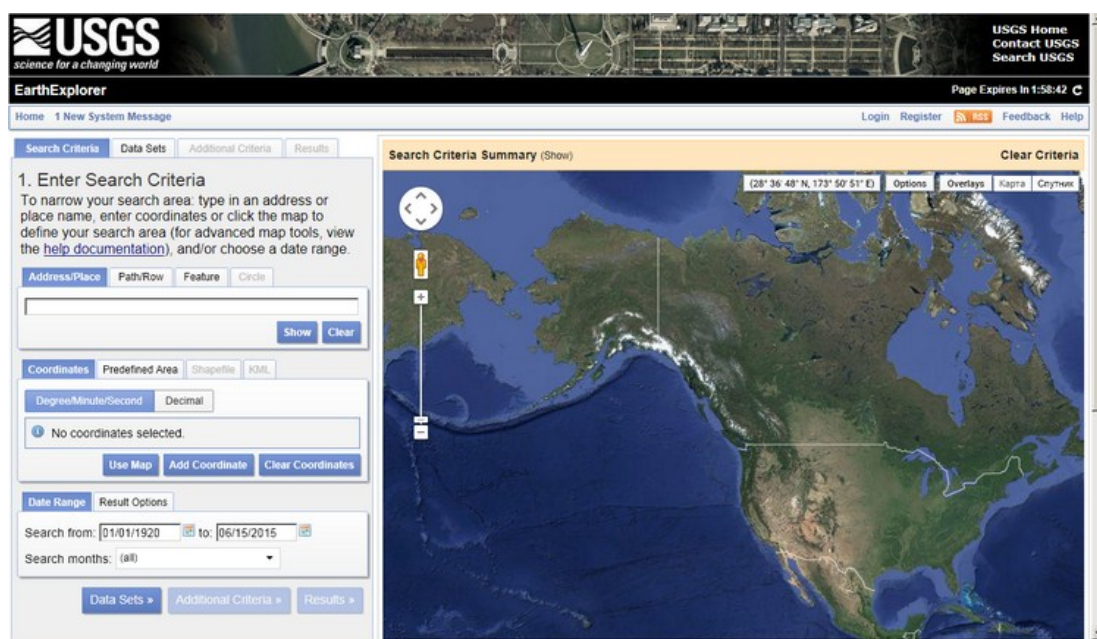 USGS
science for a changing world
USGS Home
Contact USGS
Search USGS
EarthExplorer
Page Expires In 1:58:42
Home 1 New System Message
Login Register RSS Feedback Help
Search Criteria Data Sets Additional Criteria Results
1. Enter Search Criteria
To narrow your search area: type in an address or
place name, enter coordinates or click the map to
define your search area (for advanced map tools, view
the help documentation), and/or choose a date range.
Address/Place Path/Row Feature Circle
Show Clear
Coordinates Predefined Area Shapefile KML
Degree/Minute/Second Decimal
No coordinates selected.
Use Map Add Coordinate Clear Coordinates
Date Range Result Options
Search from: 01/01/1920 to: 06/15/2015
Search months: (all)
Data Sets » Additional Criteria » Results »
Search Criteria Summary (Show) Clear Criteria
(28° 36' 48" N, 173° 50' 51" E) Options Overlays Карта Спутник